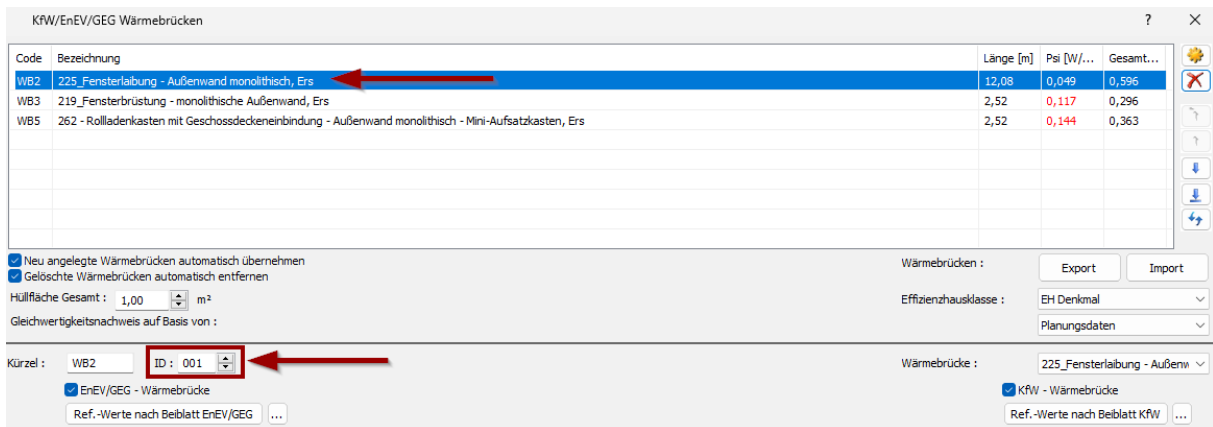 KfW/EnEV/GEG Wärmebrücken ?
Code Bezeichnung Länge [m] Psi [W/... Gesamt...
WB2 225_Fensterlaibung - Außenwand monolithisch, Ers 12,08 0,049 0,596
WB3 219_Fensterbrüstung - monolithische Außenwand, Ers 2,52 0,117 0,296
WB5 262 - Rollladenkasten mit Geschossdeckeneinbindung - Außenwand monolithisch - Mini-Aufsatzkasten, Ers 2,52 0,144 0,363
Neu angelegte Wärmebrücken automatisch übernehmen
Gelöschte Wärmebrücken automatisch entfernen
Wärmebrücken : Export Import
Hüllfläche Gesamt : 1,00 m² Effizienzhausklasse : EH Denkmal
Gleichwertigkeitsnachweis auf Basis von : Planungsdaten
Kürzel : WB2 ID : 001 Wärmebrücke : 225_Fensterlaibung - Außenw
EnEV/GEG - Wärmebrücke KfW - Wärmebrücke
Ref.-Werte nach Beiblatt EnEV/GEG ... Ref.-Werte nach Beiblatt KfW ...